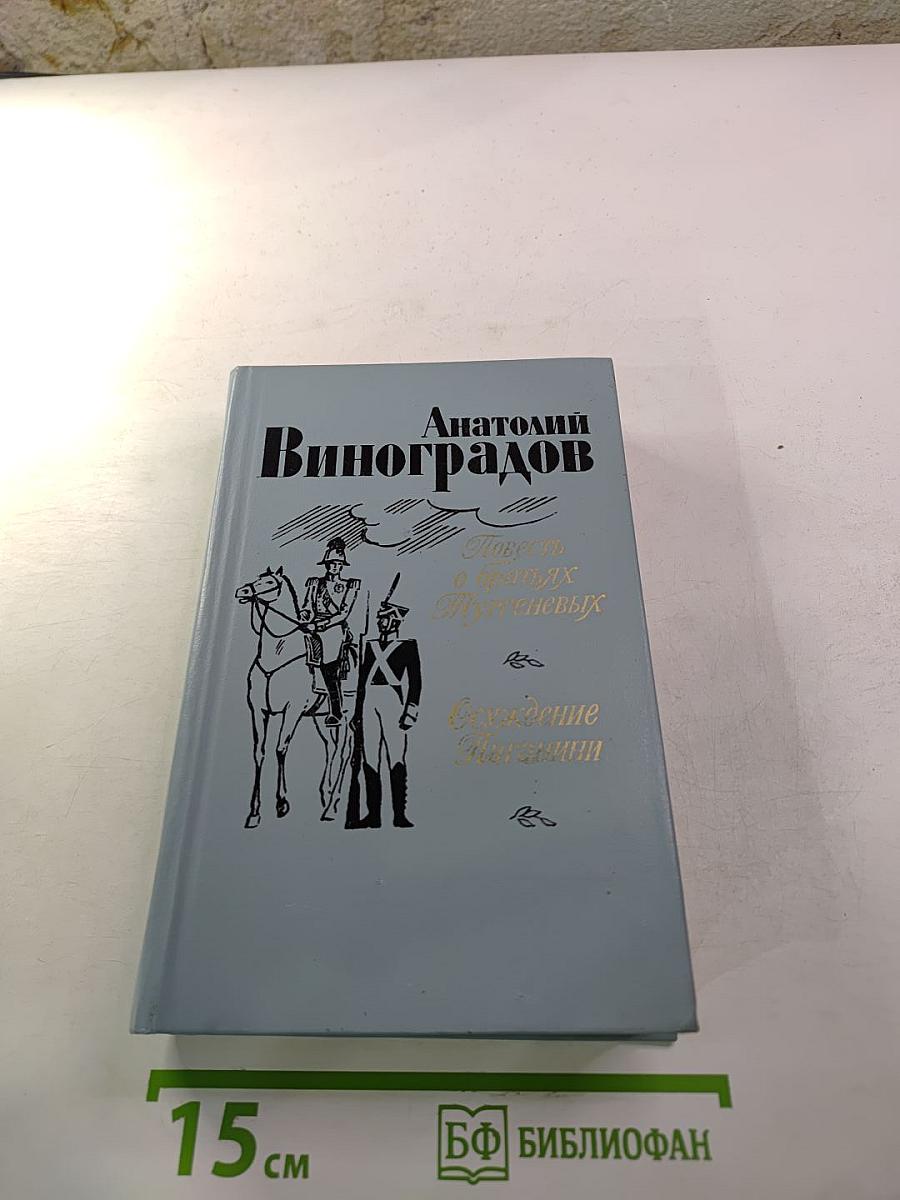 Анатолий
Виноградов
Повесть
о братьях
Тургеневых
Осуждение
Паганини
15 см
БФ БИБЛИОФАН